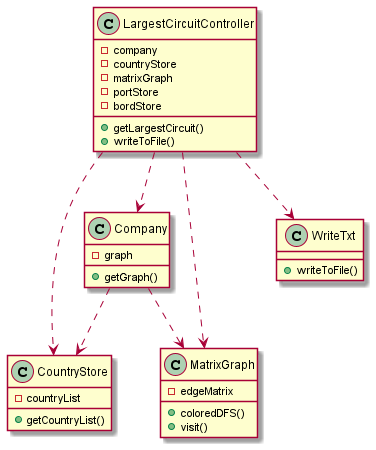 C LargestCircuitController
company
countryStore
matrixGraph
portStore
bordStore
getLargestCircuit()
writeToFile()
C Company
graph
getGraph()
C WriteTxt
writeToFile()
C CountryStore
countryList
getCountryList()
C MatrixGraph
edgeMatrix
coloredDFS()
visit()